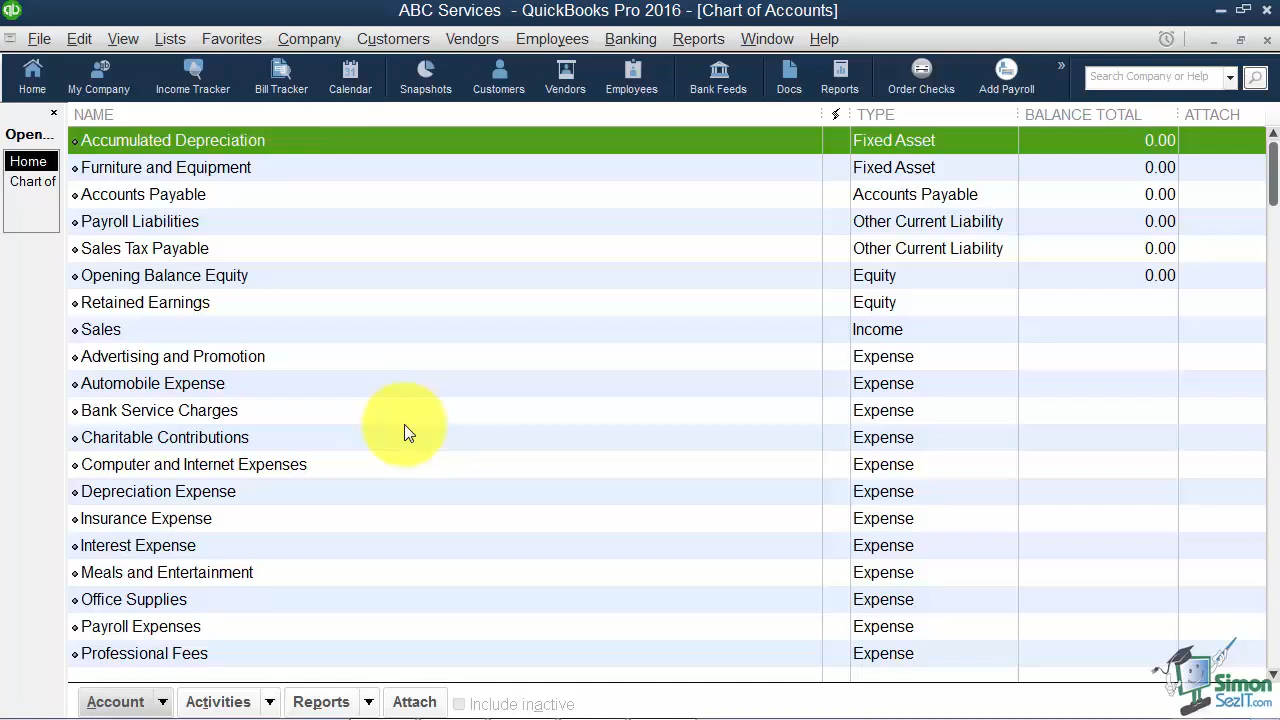 ABC Services - QuickBooks Pro 2016 - [Chart of Accounts]
File Edit View Lists Favorites Company Customers Vendors Employees Banking Reports Window Help
Home My Company Income Tracker Bill Tracker Calendar Snapshots Customers Vendors Employees Bank Feeds Docs Reports Order Checks Add Payroll » Search Company or Help
Open...
Home
Chart of
NAME TYPE BALANCE TOTAL ATTACH
Accumulated Depreciation Fixed Asset 0.00
Furniture and Equipment Fixed Asset 0.00
Accounts Payable Accounts Payable 0.00
Payroll Liabilities Other Current Liability 0.00
Sales Tax Payable Other Current Liability 0.00
Opening Balance Equity Equity 0.00
Retained Earnings Equity
Sales Income
Advertising and Promotion Expense
Automobile Expense Expense
Bank Service Charges Expense
Charitable Contributions Expense
Computer and Internet Expenses Expense
Depreciation Expense Expense
Insurance Expense Expense
Interest Expense Expense
Meals and Entertainment Expense
Office Supplies Expense
Payroll Expenses Expense
Professional Fees Expense
Account Activities Reports Attach Include inactive
Simon
SezIT.com